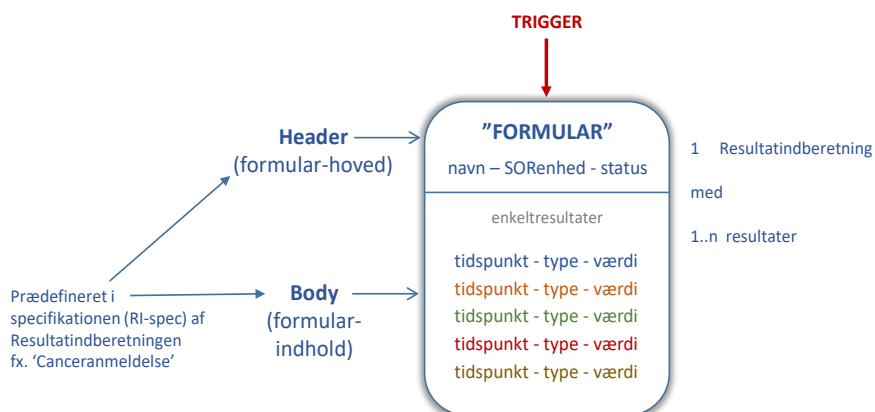 TRIGGER
Header
(formular-hoved)
”FORMULAR”
navn – SORenhed - status
1 Resultatindberetning
med
1..n resultater
enkeltresultater
tidspunkt - type - værdi
tidspunkt - type - værdi
tidspunkt - type - værdi
tidspunkt - type - værdi
tidspunkt - type - værdi
Body
(formular-
indhold)
Prædefineret i
specifikationen (RI-spec) af
Resultatindberetningen
fx. ‘Canceranmeldelse’